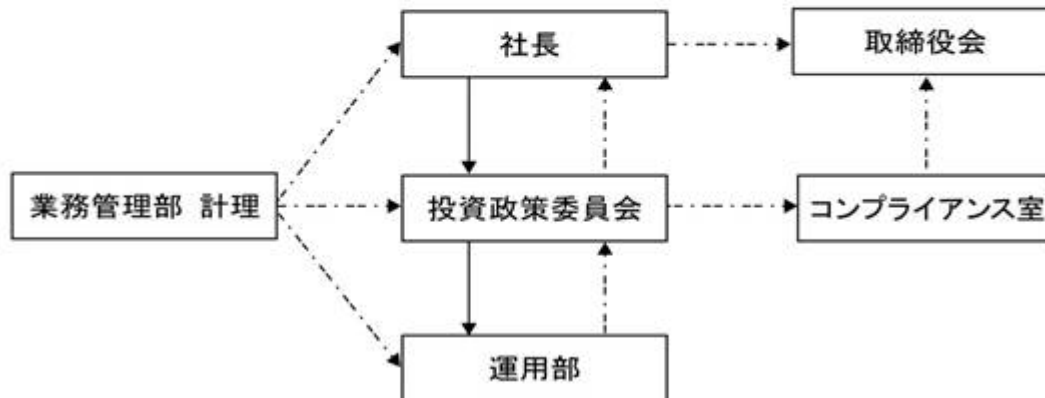 社長
取締役会
業務管理部 計理
投資政策委員会
コンプライアンス室
運用部